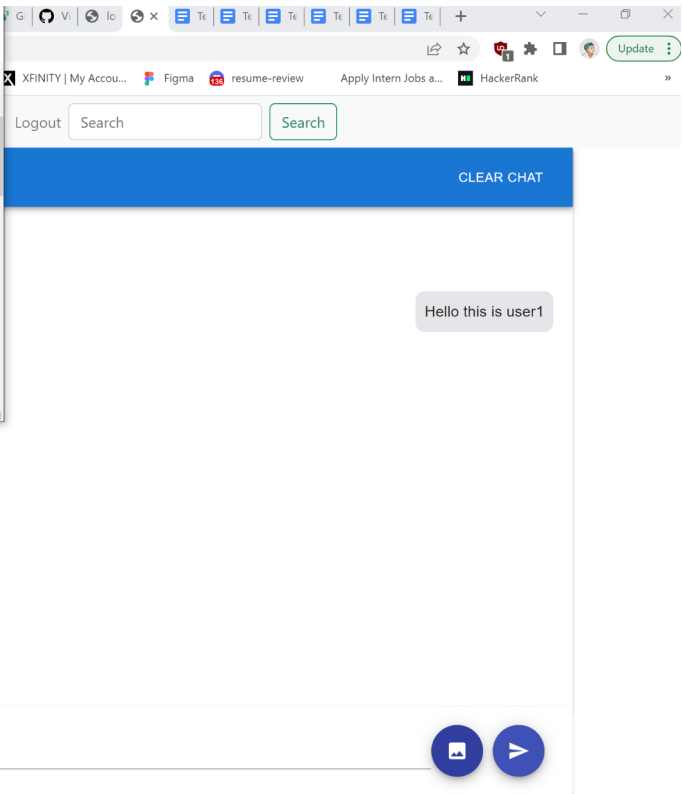 G Vi lo Te Te Te Te Te Te
1 Update
XFINITY | My Accou... Figma 136 resume-review Apply Intern Jobs a... HackerRank »
Logout Search Search
CLEAR CHAT
Hello this is user1